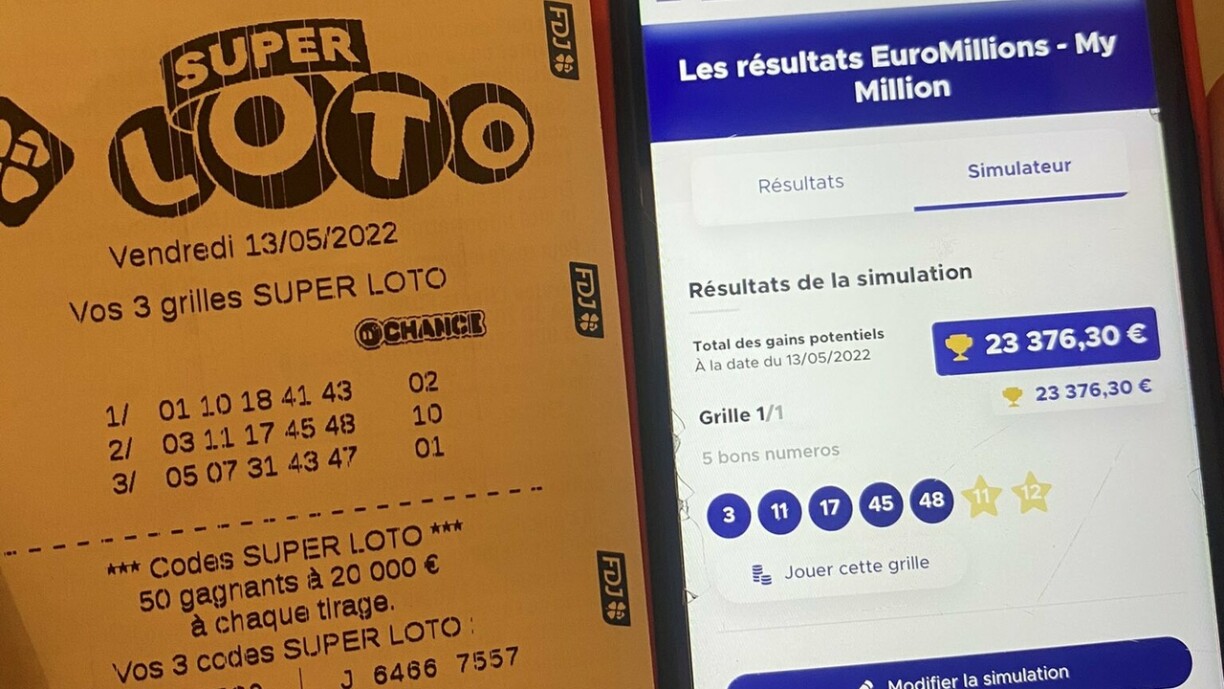 SUPER
LOTO
Vendredi 13/05/2022
Vos 3 grilles SUPER LOTO
N CHANCE
1/ 01 10 18 41 43 02
2/ 03 11 17 45 48 10
3/ 05 07 31 43 47 01
*** Codes SUPER LOTO ***
50 gagnants à 20 000 €
à chaque tirage.
Vos 3 codes SUPER LOTO :
J 6466 7557
FDJ
FDJ
FDJ
Les résultats EuroMillions - My
Million
Résultats Simulateur
Résultats de la simulation
Total des gains potentiels
À la date du 13/05/2022
23 376,30 €
23 376,30 €
Grille 1/1
5 bons numeros
3 11 17 45 48 11 12
Jouer cette grille
Modifier la simulation